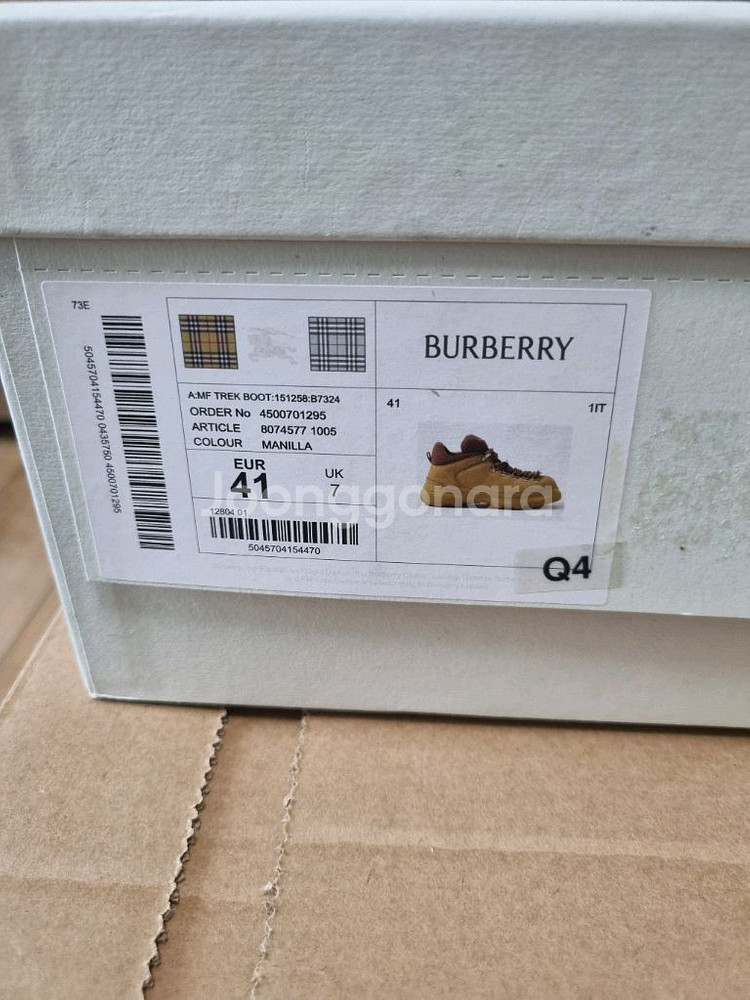 73E
5045704154470 0435750 4500701295
BURBERRY
A:MF TREK BOOT:151258:B7324
ORDER No 4500701295
ARTICLE 8074577 1005
COLOUR MANILLA
EUR
41
UK
7
12804 01
5045704154470
41
1IT
Q4
Joonggonara